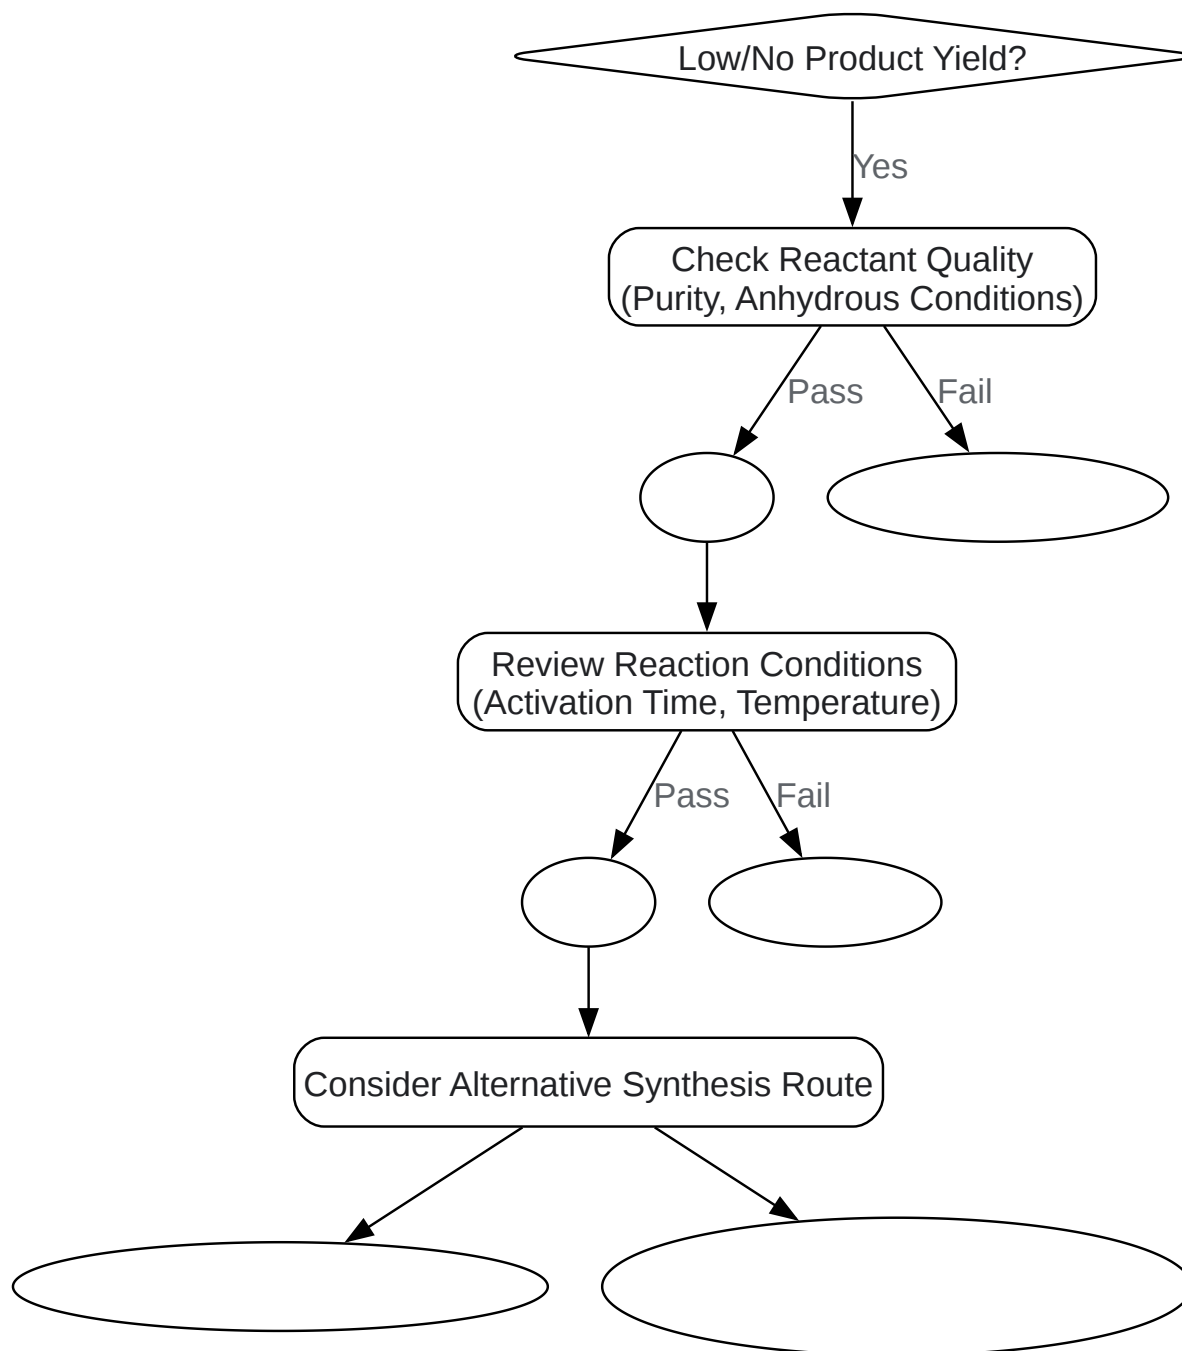 Low/No Product Yield?
Yes
Check Reactant Quality
(Purity, Anhydrous Conditions)
Pass
Fail
Review Reaction Conditions
(Activation Time, Temperature)
Pass
Fail
Consider Alternative Synthesis Route